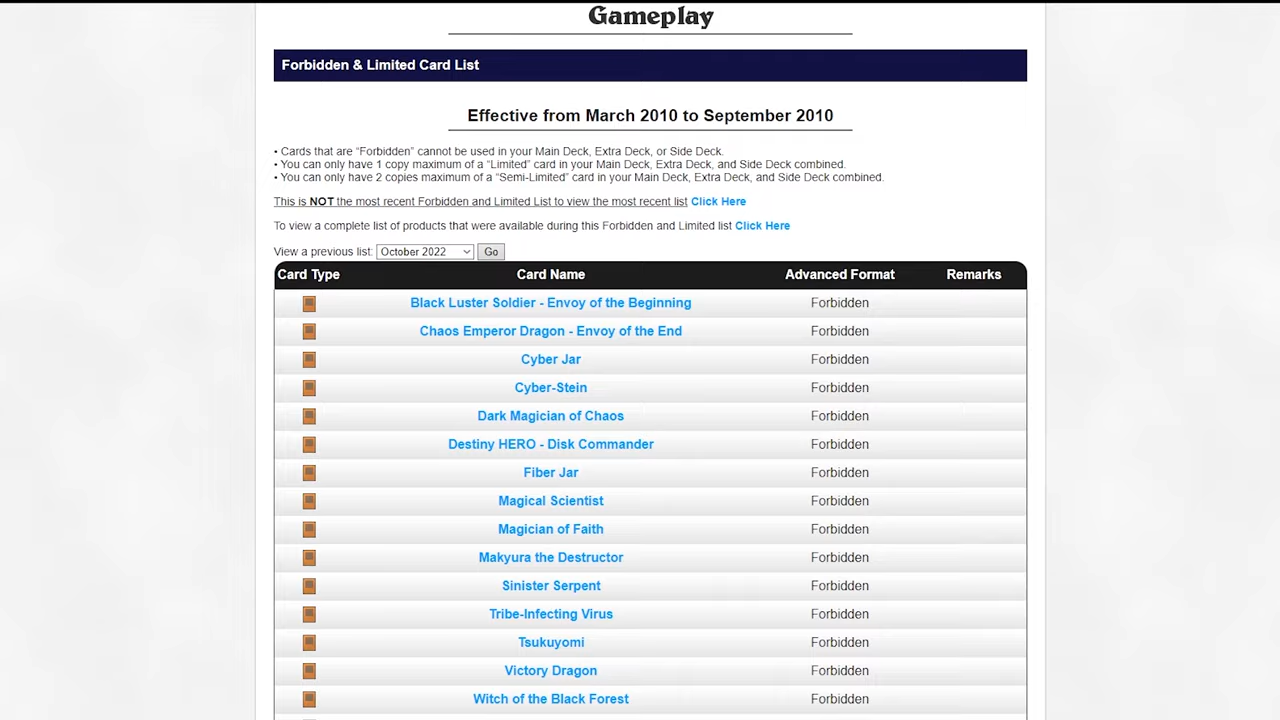 Gameplay
Forbidden & Limited Card List
Effective from March 2010 to September 2010
• Cards that are “Forbidden” cannot be used in your Main Deck, Extra Deck, or Side Deck.
• You can only have 1 copy maximum of a “Limited” card in your Main Deck, Extra Deck, and Side Deck combined.
• You can only have 2 copies maximum of a “Semi-Limited” card in your Main Deck, Extra Deck, and Side Deck combined.
This is NOT the most recent Forbidden and Limited List to view the most recent list Click Here
To view a complete list of products that were available during this Forbidden and Limited list Click Here
View a previous list: October 2022 Go
Card Type Card Name Advanced Format Remarks
Black Luster Soldier - Envoy of the Beginning Forbidden
Chaos Emperor Dragon - Envoy of the End Forbidden
Cyber Jar Forbidden
Cyber-Stein Forbidden
Dark Magician of Chaos Forbidden
Destiny HERO - Disk Commander Forbidden
Fiber Jar Forbidden
Magical Scientist Forbidden
Magician of Faith Forbidden
Makyura the Destructor Forbidden
Sinister Serpent Forbidden
Tribe-Infecting Virus Forbidden
Tsukuyomi Forbidden
Victory Dragon Forbidden
Witch of the Black Forest Forbidden